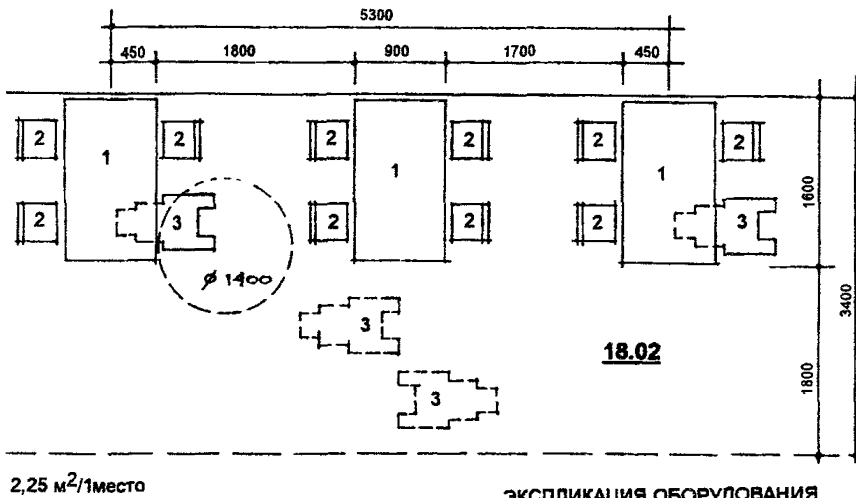 5300
450 1800 900 1700 450
2 2 2 2 2 2
1 1 1
2 3 2 2 2 3
1600
ø 1400
3400
3
18.02
1800
3
2,25 м2/1место
ЭКСПЛИКАЦИЯ ОБОРУДОВАНИЯ